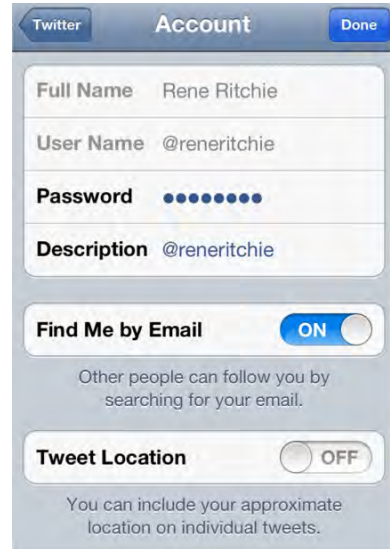 Twitter Account Done
Full Name Rene Ritchie
User Name @reneritchie
Password ●●●●●●●●
Description @reneritchie
Find Me by Email ON
Other people can follow you by
searching for your email.
Tweet Location OFF
You can include your approximate
location on individual tweets.